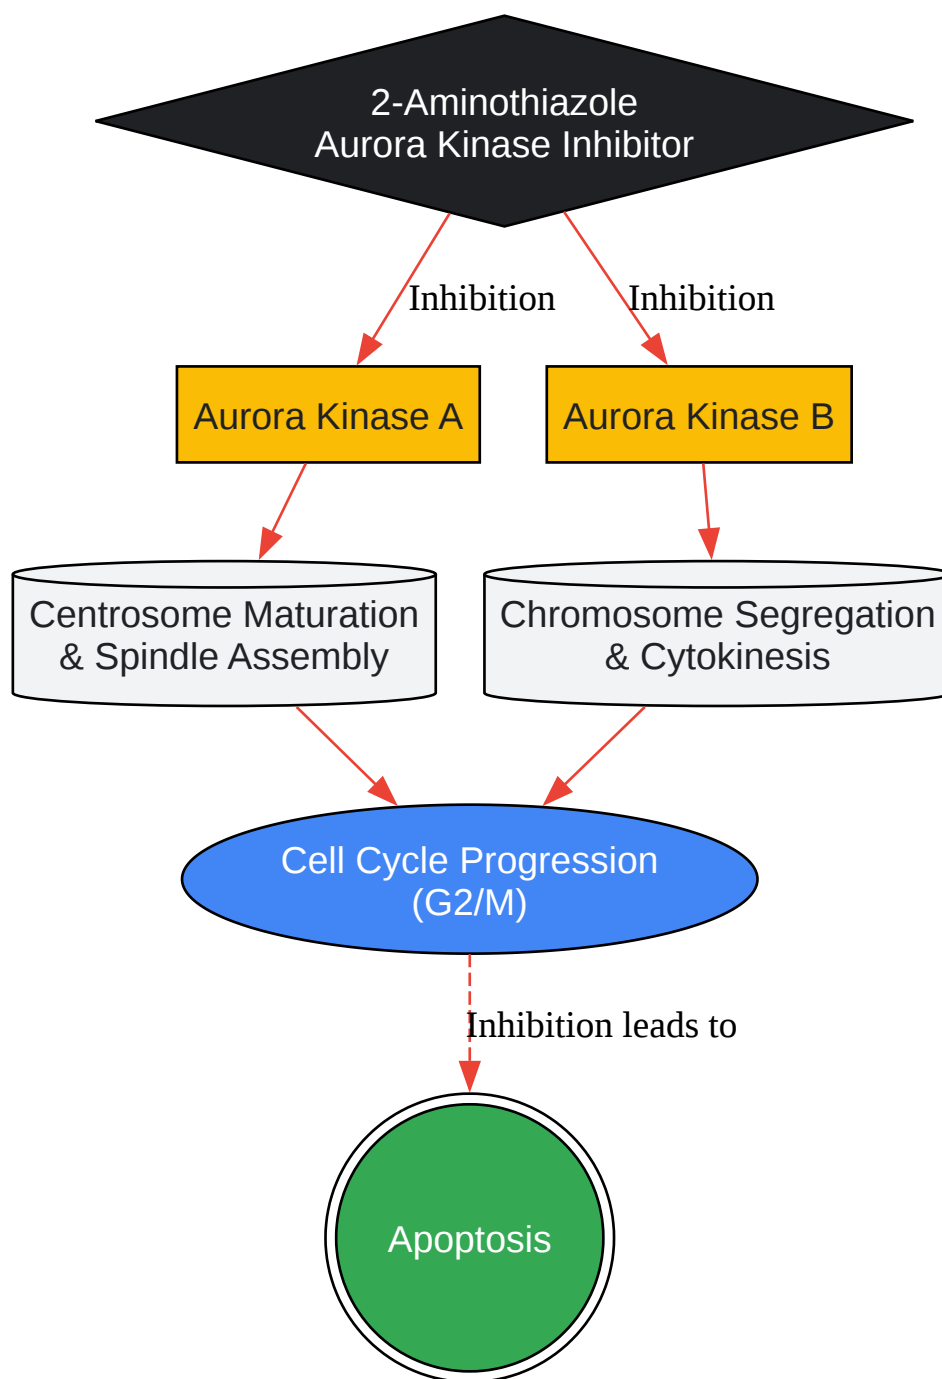 2-Aminothiazole
Aurora Kinase Inhibitor
Inhibition
Inhibition
Aurora Kinase A
Aurora Kinase B
Centrosome Maturation
& Spindle Assembly
Chromosome Segregation
& Cytokinesis
Cell Cycle Progression
(G2/M)
Inhibition leads to
Apoptosis